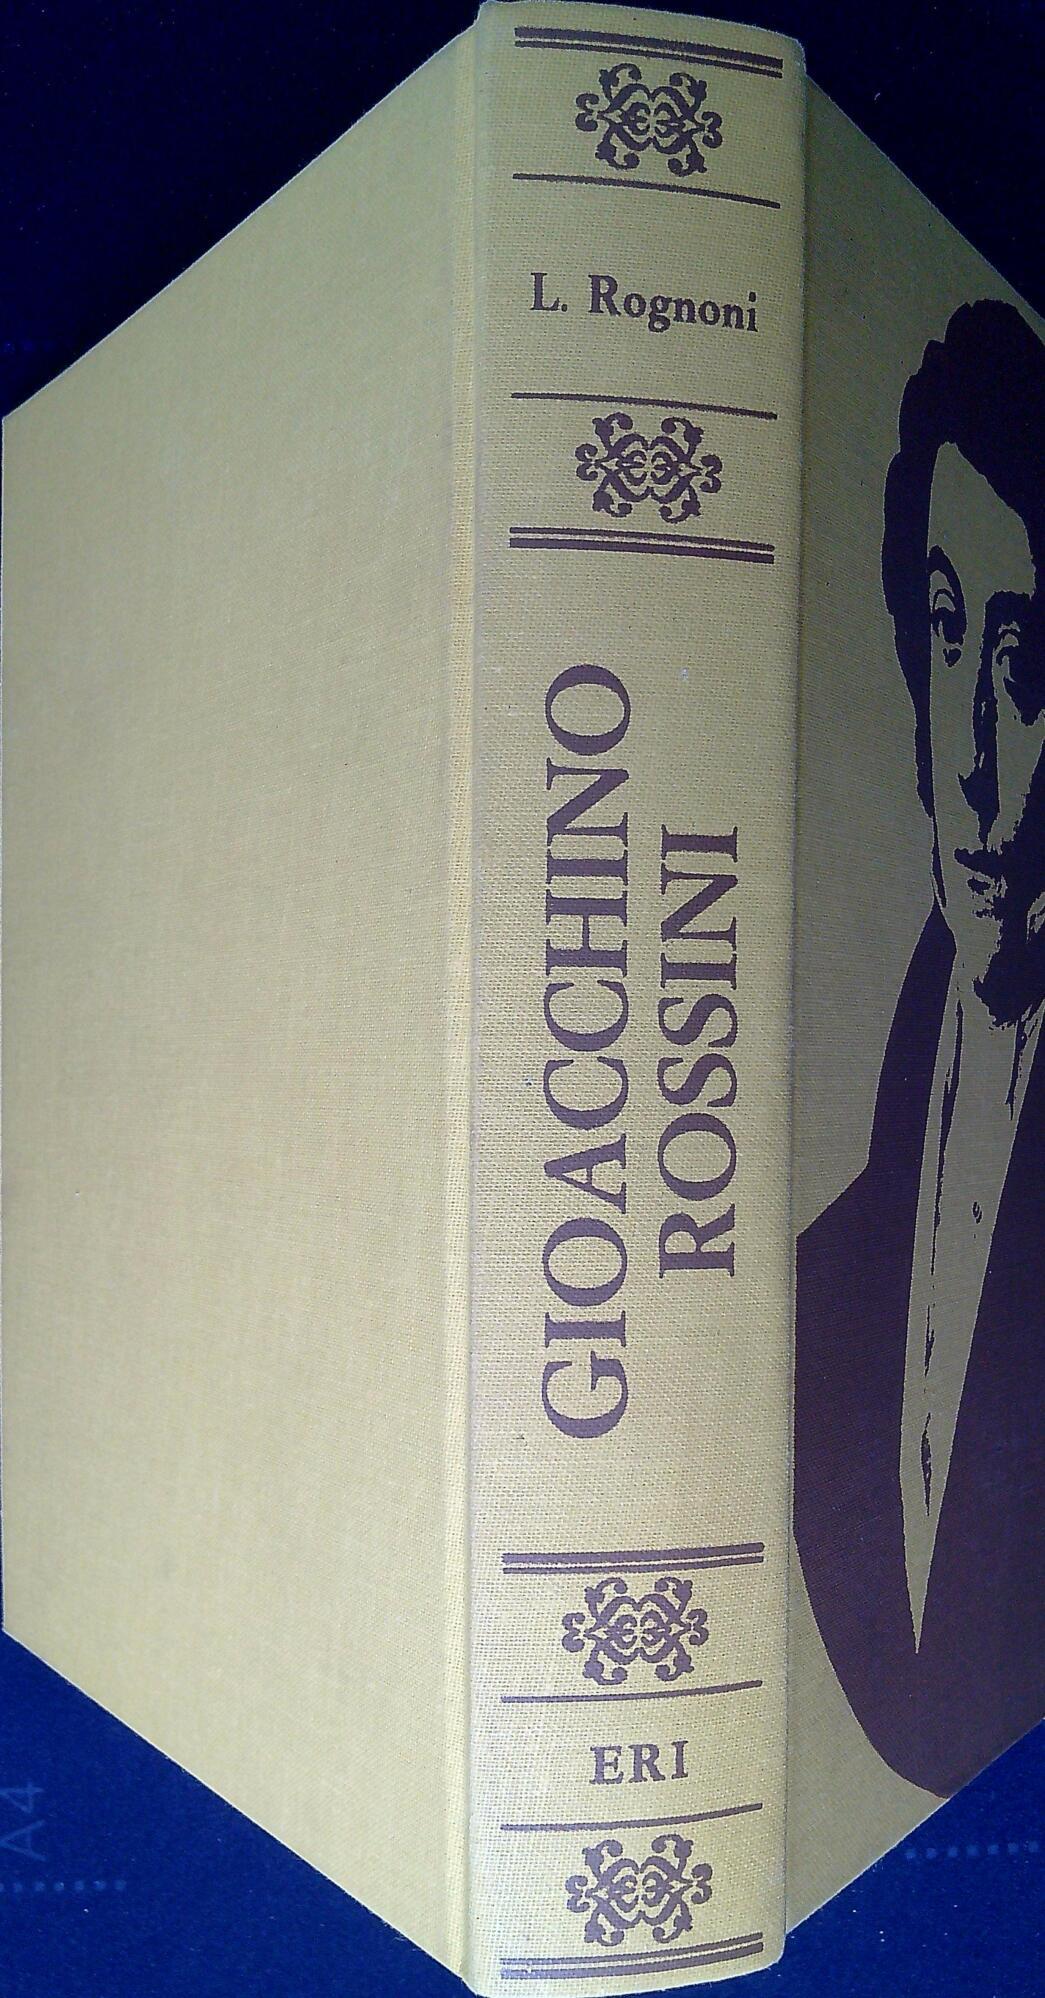 L. Rognoni
GIOACCHINO
ROSSINI
ERI
A4